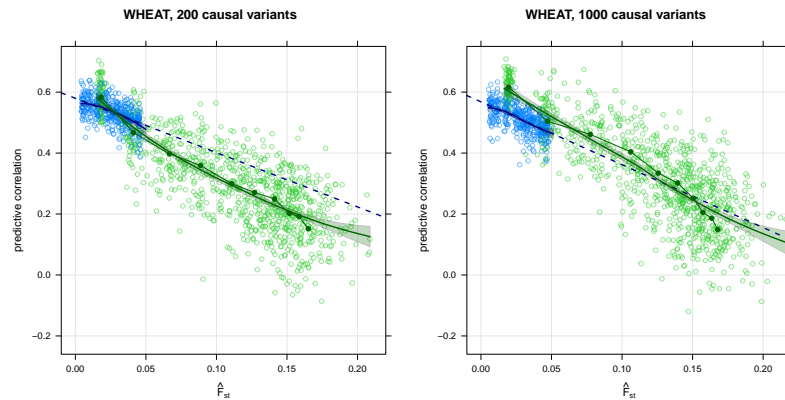 WHEAT, 200 causal variants
0.6
0.4
0.2
0.0
−0.2
predictive correlation
0.00 0.05 0.10 0.15 0.20
F̂st
WHEAT, 1000 causal variants
0.6
0.4
0.2
0.0
−0.2
predictive correlation
0.00 0.05 0.10 0.15 0.20
F̂st